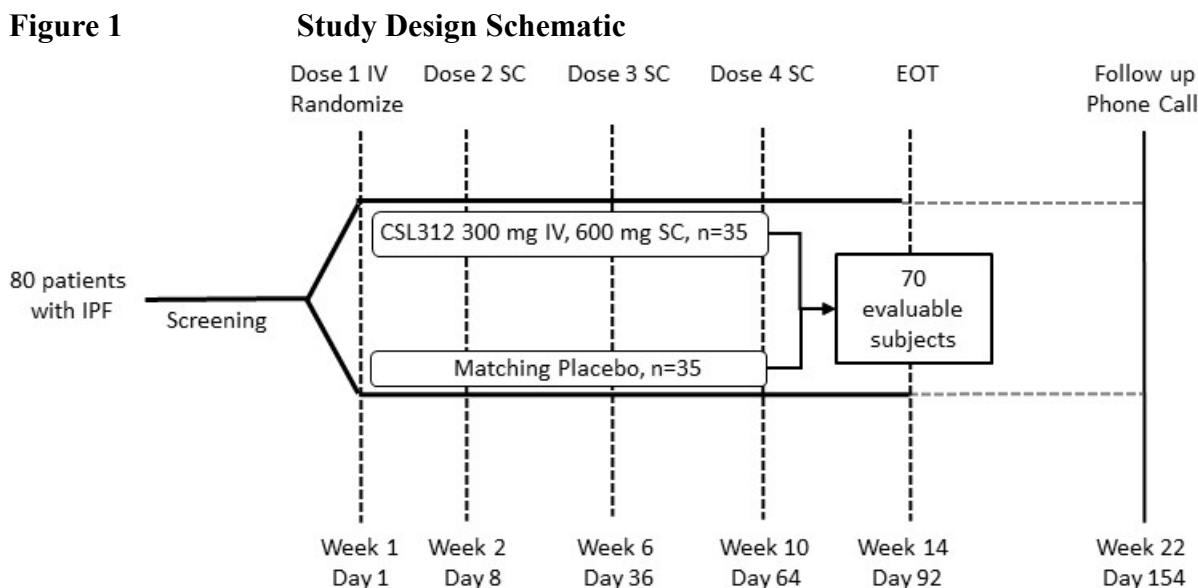 Figure 1 Study Design Schematic
Dose 1 IV
Randomize
Dose 2 SC
Dose 3 SC
Dose 4 SC
EOT
Follow up
Phone Call
CSL312 300 mg IV, 600 mg SC, n=35
80 patients
with IPF
Screening
70
evaluable
subjects
Matching Placebo, n=35
Week 1
Day 1
Week 2
Day 8
Week 6
Day 36
Week 10
Day 64
Week 14
Day 92
Week 22
Day 154